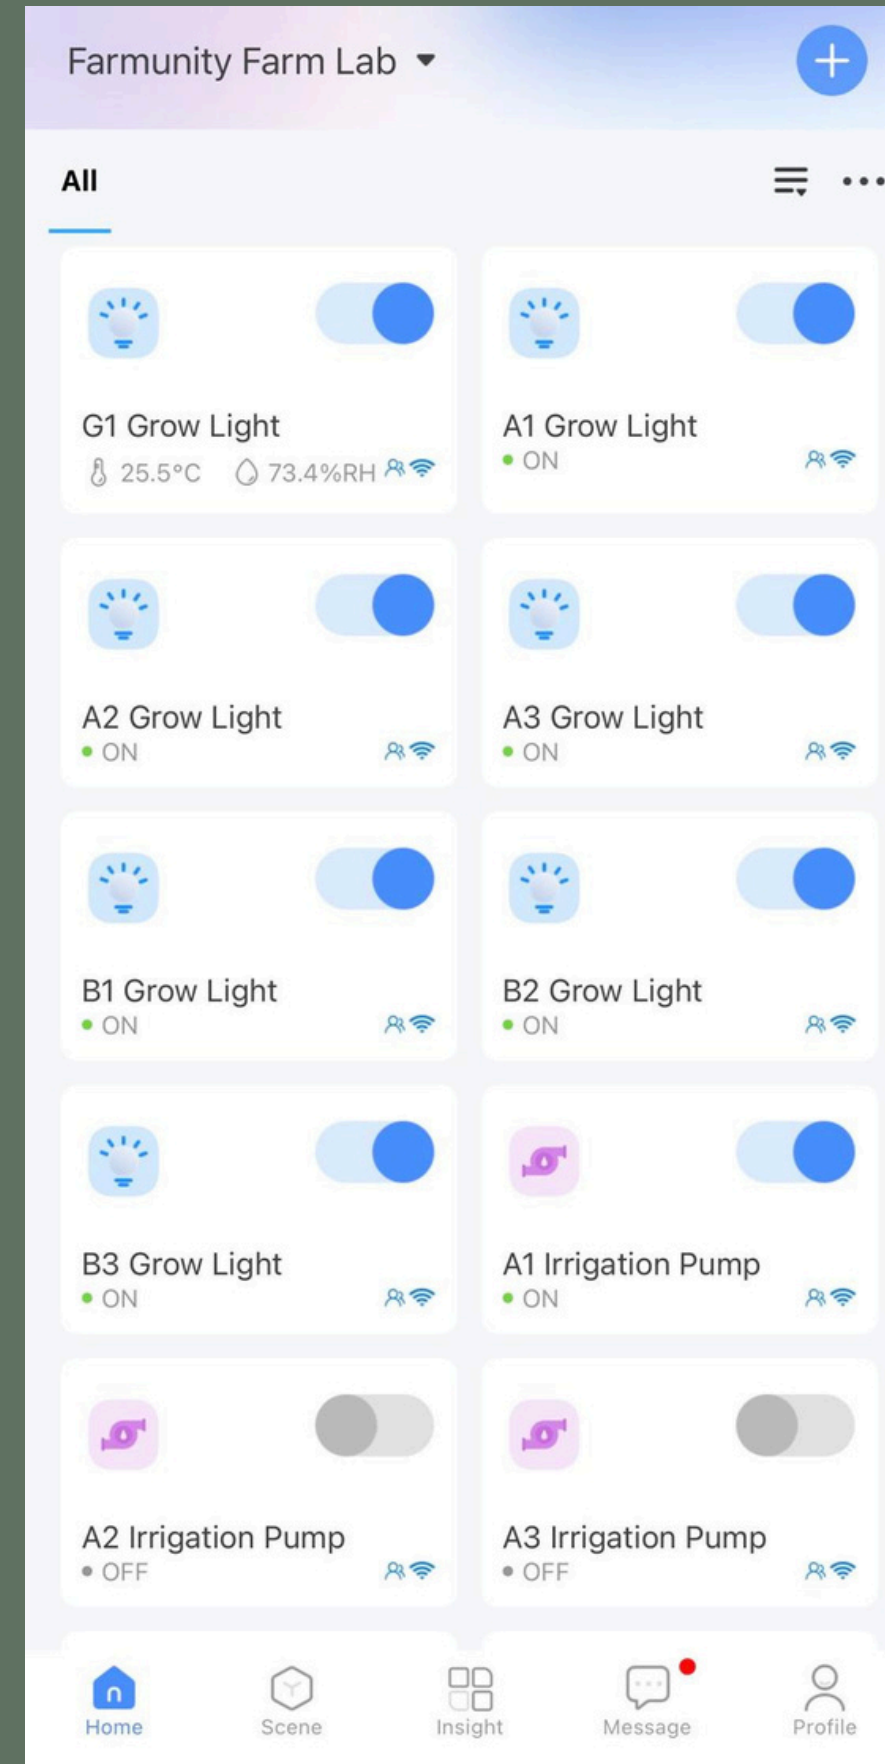 Farmunity Farm Lab
All
G1 Grow Light
25.5°C 73.4%RH
A1 Grow Light
ON
A2 Grow Light
ON
A3 Grow Light
ON
B1 Grow Light
ON
B2 Grow Light
ON
B3 Grow Light
ON
A1 Irrigation Pump
ON
A2 Irrigation Pump
OFF
A3 Irrigation Pump
OFF
Home
Scene
Insight
Message
Profile